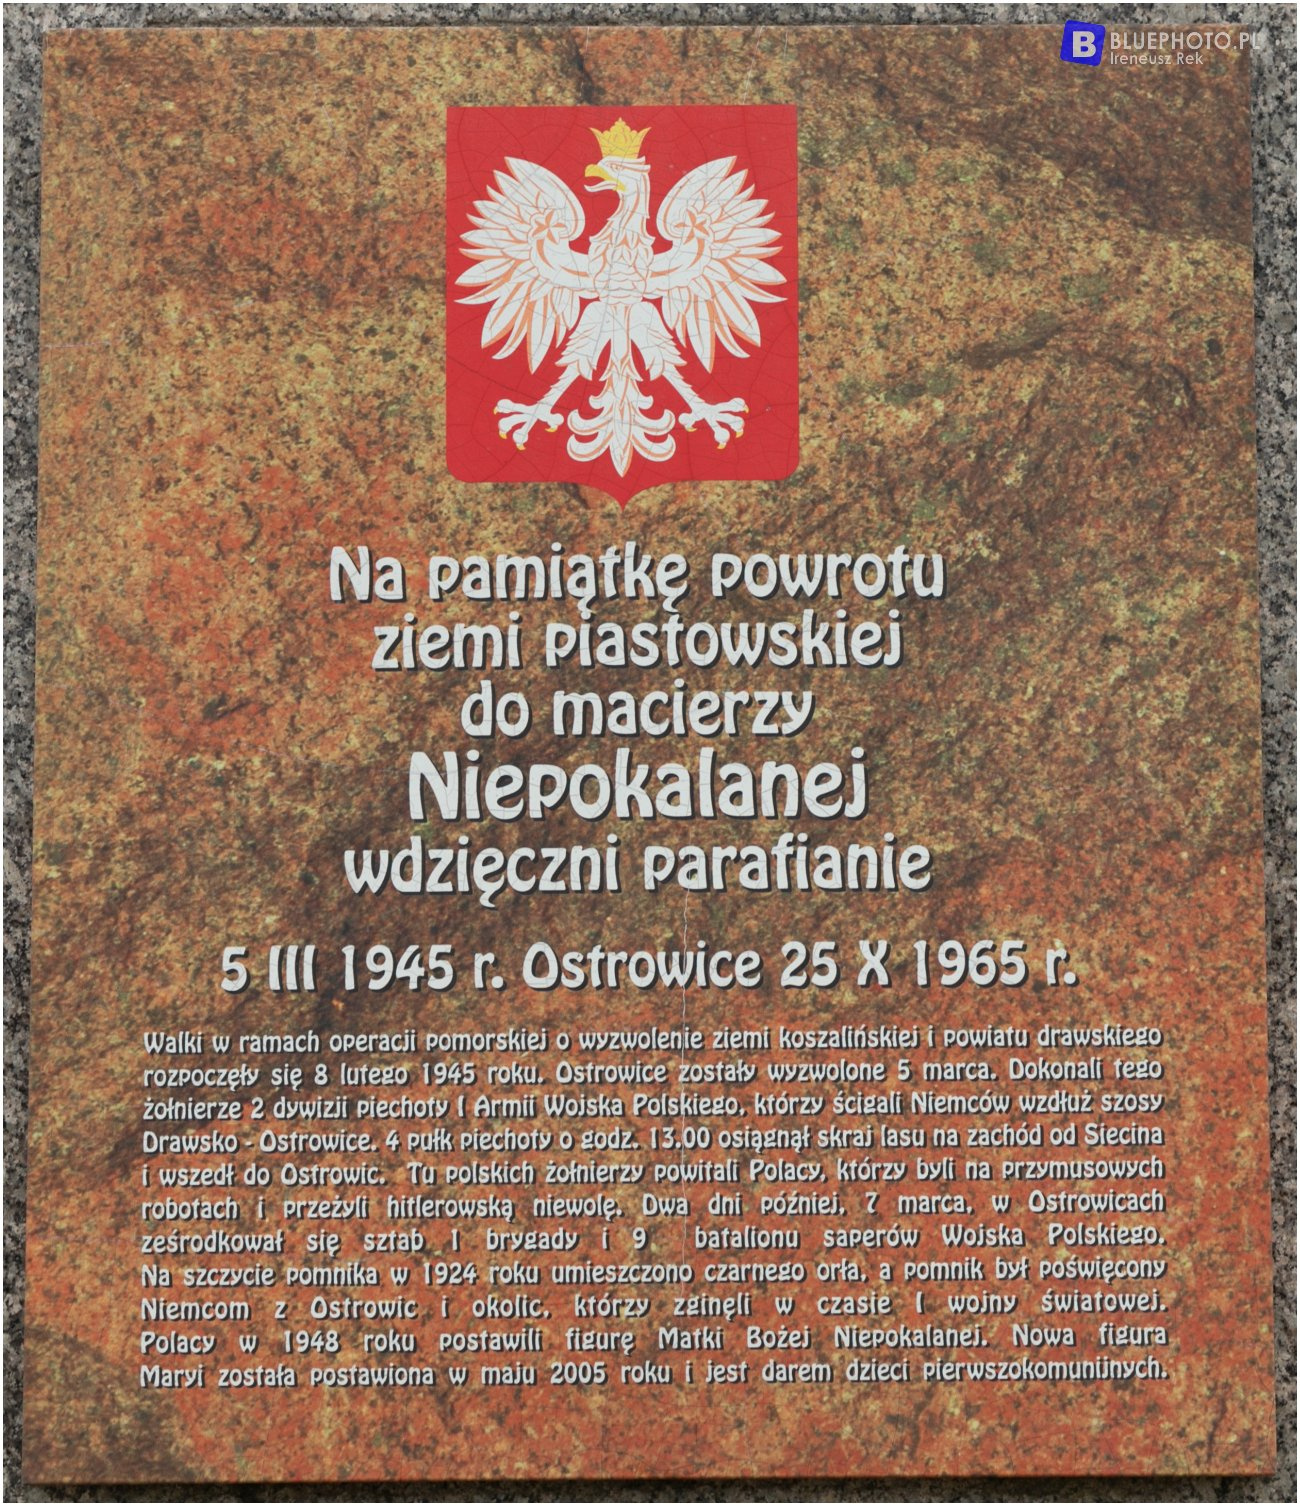 B BLUEPHOTO.PL
Ireneusz Rek
Na pamiątkę powrotu
ziemi piastowskiej
do macierzy
Niepokalanej
wdzięczni parafianie
5 III 1945 r. Ostrowice 25 X 1965 r.
Walki w ramach operacji pomorskiej o wyzwolenie ziemi koszalińskiej i powiatu drawskiego
rozpoczęły się 8 lutego 1945 roku. Ostrowice zostały wyzwolone 5 marca. Dokonali tego
żołnierze 2 dywizji piechoty I Armii Wojska Polskiego, którzy ścigali Niemców wzdłuż szosy
Drawsko - Ostrowice. 4 pułk piechoty o godz. 13.00 osiągnął skraj lasu na zachód od Siecina
i wszedł do Ostrowic. Tu polskich żołnierzy powitali Polacy, którzy byli na przymusowych
robotach i przeżyli hitlerowską niewolę. Dwa dni później, 7 marca, w Ostrowicach
ześrodkował się sztab 1 brygady i 9 batalionu saperów Wojska Polskiego.
Na szczycie pomnika w 1924 roku umieszczono czarnego orła, a pomnik był poświęcony
Niemcom z Ostrowic i okolic, którzy zginęli w czasie I wojny światowej.
Polacy w 1948 roku postawili figurę Matki Bożej Niepokalanej. Nowa figura
Maryi została postawiona w maju 2005 roku i jest darem dzieci pierwszokomunijnych.